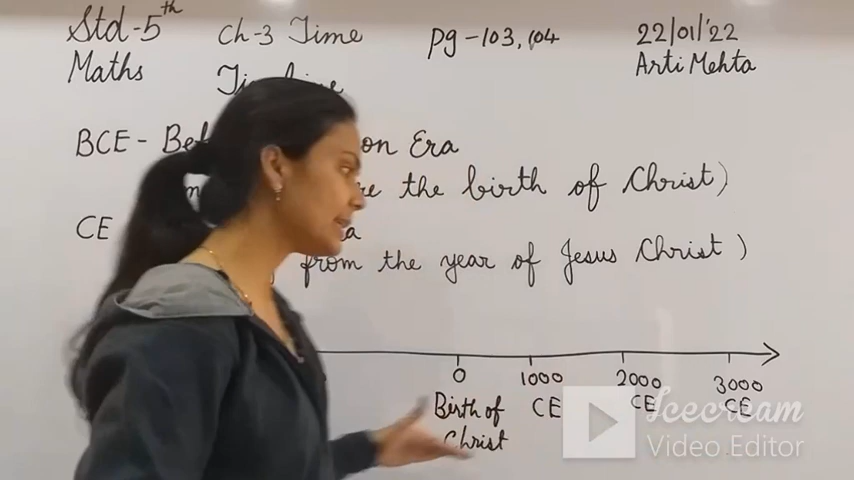 Std-5th Ch-3 Time pg-103,104 22/01/'22
Maths Arti Mehta
BCE- on Era
the birth of Christ)
CE
from the year of Jesus Christ)
0 1000 2000 3000
Birth of CE CE CE
Christ
Icecream
Video Editor